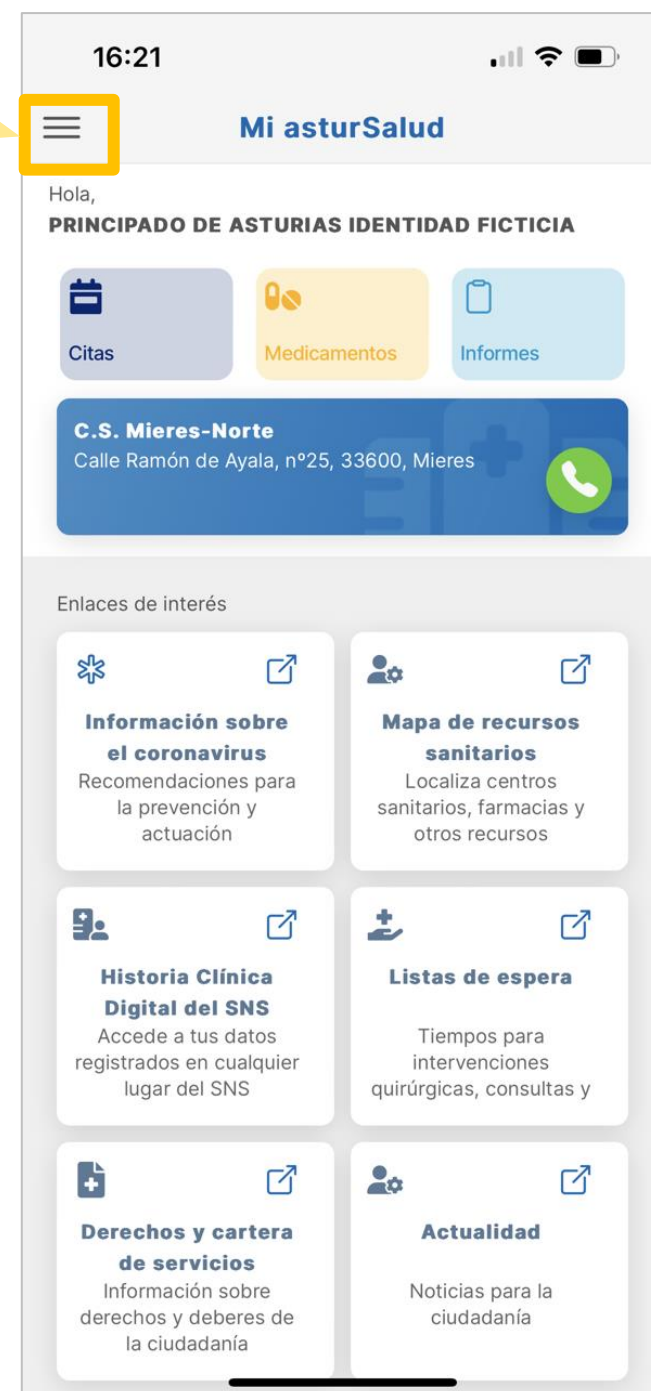 16:21
Mi asturSalud
Hola,
PRINCIPADO DE ASTURIAS IDENTIDAD FICTICIA
Citas
Medicamentos
Informes
C.S. Mieres-Norte
Calle Ramón de Ayala, nº25, 33600, Mieres
Enlaces de interés
Información sobre
el coronavirus
Recomendaciones para
la prevención y
actuación
Mapa de recursos
sanitarios
Localiza centros
sanitarios, farmacias y
otros recursos
Historia Clínica
Digital del SNS
Accede a tus datos
registrados en cualquier
lugar del SNS
Listas de espera
Tiempos para
intervenciones
quirúrgicas, consultas y
Derechos y cartera
de servicios
Información sobre
derechos y deberes de
la ciudadanía
Actualidad
Noticias para la
ciudadanía